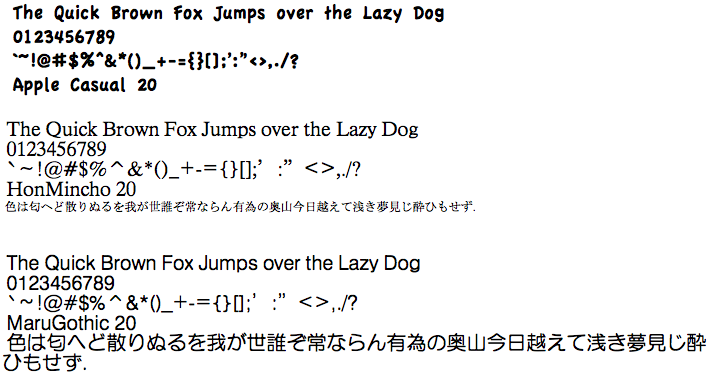 The Quick Brown Fox Jumps over the Lazy Dog
0123456789
`~!@#$%^&*()_+-={}[];':"<>,./?
Apple Casual 20
The Quick Brown Fox Jumps over the Lazy Dog
0123456789
`~!@#$%^&*()_+-={}[];’:” <>,./?
HonMincho 20
色は匂へど散りぬるを我が世誰ぞ常ならん有為の奥山今日越えて浅き夢見じ酔ひもせず.
The Quick Brown Fox Jumps over the Lazy Dog
0123456789
`~!@#$%^&*()_+-={}[];’:” <>,./?
MaruGothic 20
色は匂へど散りぬるを我が世誰ぞ常ならん有為の奥山今日越えて浅き夢見じ酔
ひもせず.